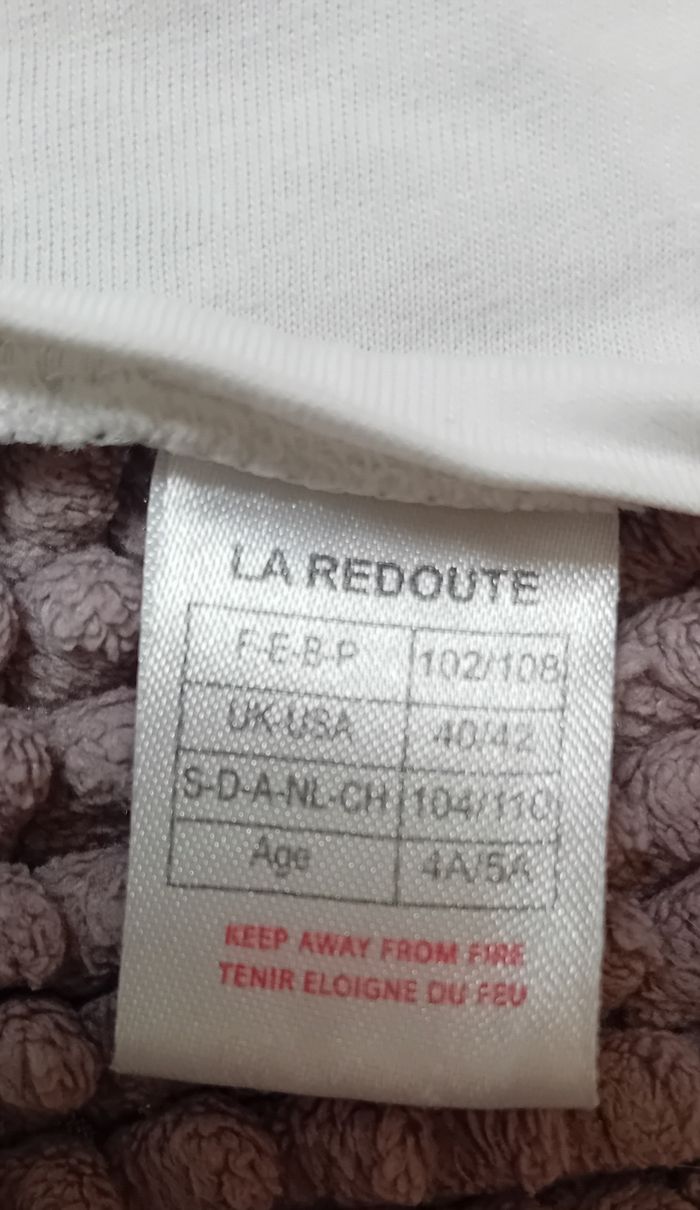 LA REDOUTE
F-E-B-P 102/108
UK-USA 40/42
S-D-A-NL-CH 104/110
Age 4A/5A
KEEP AWAY FROM FIRE
TENIR ELOIGNE DU FEU